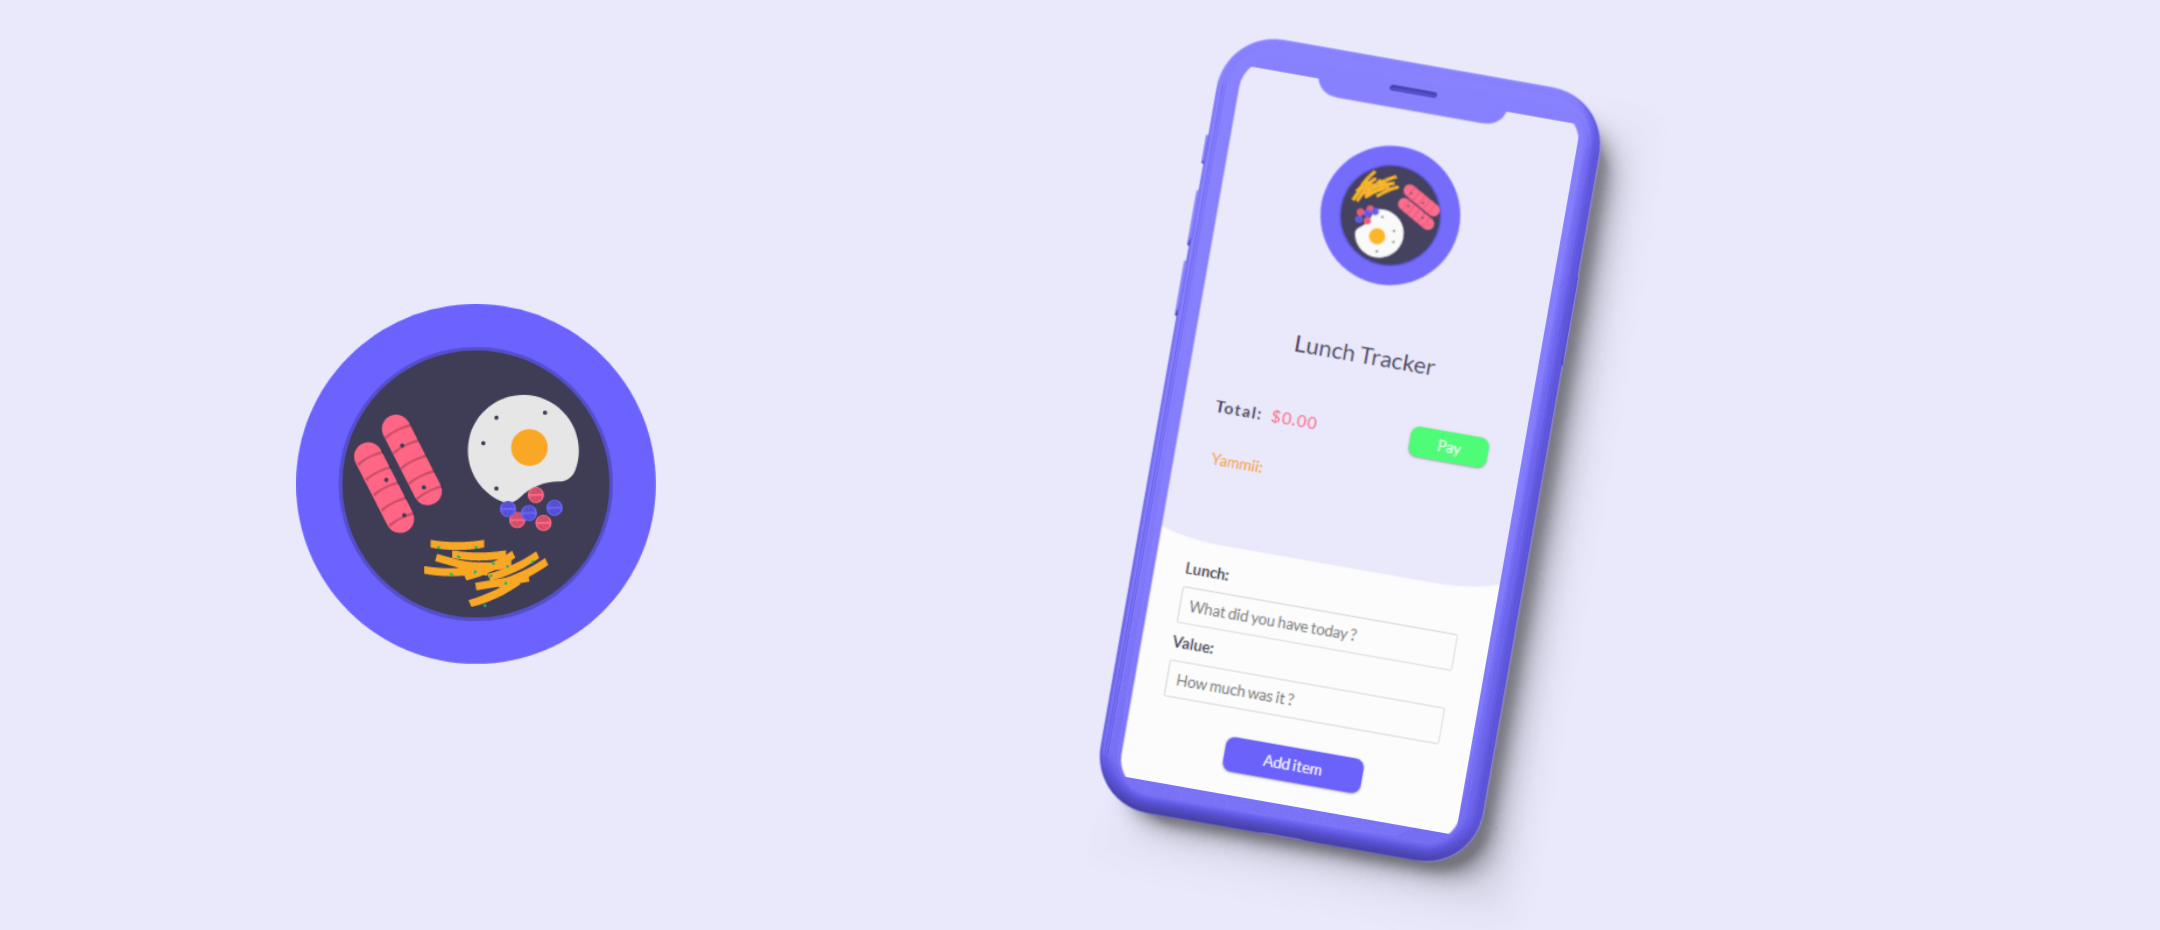 Lunch Tracker
Total: $0.00
Pay
Yammii:
Lunch:
What did you have today ?
Value:
How much was it ?
Add item